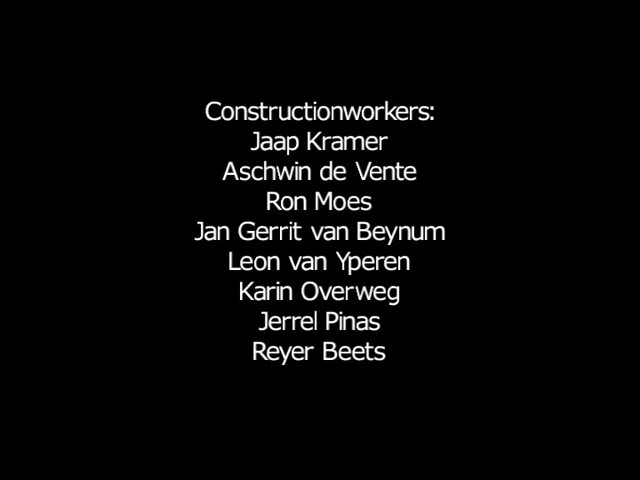 Constructionworkers:
Jaap Kramer
Aschwin de Vente
Ron Moes
Jan Gerrit van Beynum
Leon van Yperen
Karin Overweg
Jerrel Pinas
Reyer Beets